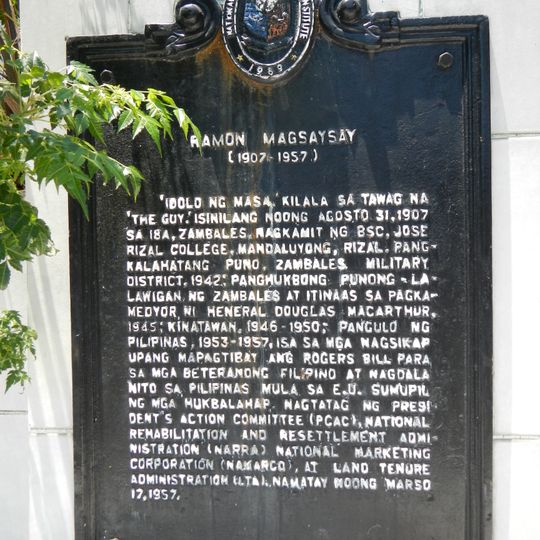 INSTITUTE
1989
RAMON MAGSAYSAY
(1907-1957)
'IDOLO NG MASA,' KILALA SA TAWAG NA
'THE GUY.' ISINILANG NOONG AGOSTO 31, 1907
SA IBA, ZAMBALES. NAGKAMIT NG BSC, JOSE
RIZAL COLLEGE, MANDALUYONG, RIZAL. PANG-
KALAHATANG PUNO, ZAMBALES MILITARY
DISTRICT, 1942; PANGHUKBONG PUNONG-LA-
LAWIGAN NG ZAMBALES AT ITINAAS SA PAGKA-
MEDYOR NI HENERAL DOUGLAS MACARTHUR,
1945; KINATAWAN, 1946-1950; PANGULO NG
PILIPINAS, 1953-1957. ISA SA MGA NAGSIKAP
UPANG MAPAGTIBAY ANG ROGERS BILL PARA
SA MGA BETERANONG FILIPINO AT NAGDALA
NITO SA PILIPINAS MULA SA E.U. SUMUPIL
NG MGA HUKBALAHAP. NAGTATAG NG PRESI
DENT'S ACTION COMMITTEE (PCAC), NATIONAL
REHABILITATION AND RESETTLEMENT ADMI-
NISTRATION (NARRA) NATIONAL MARKETING
CORPORATION (NAMARCO), AT LAND TENURE
ADMINISTRATION (LTA). NAMATAY NOONG MARSO
17, 1957.